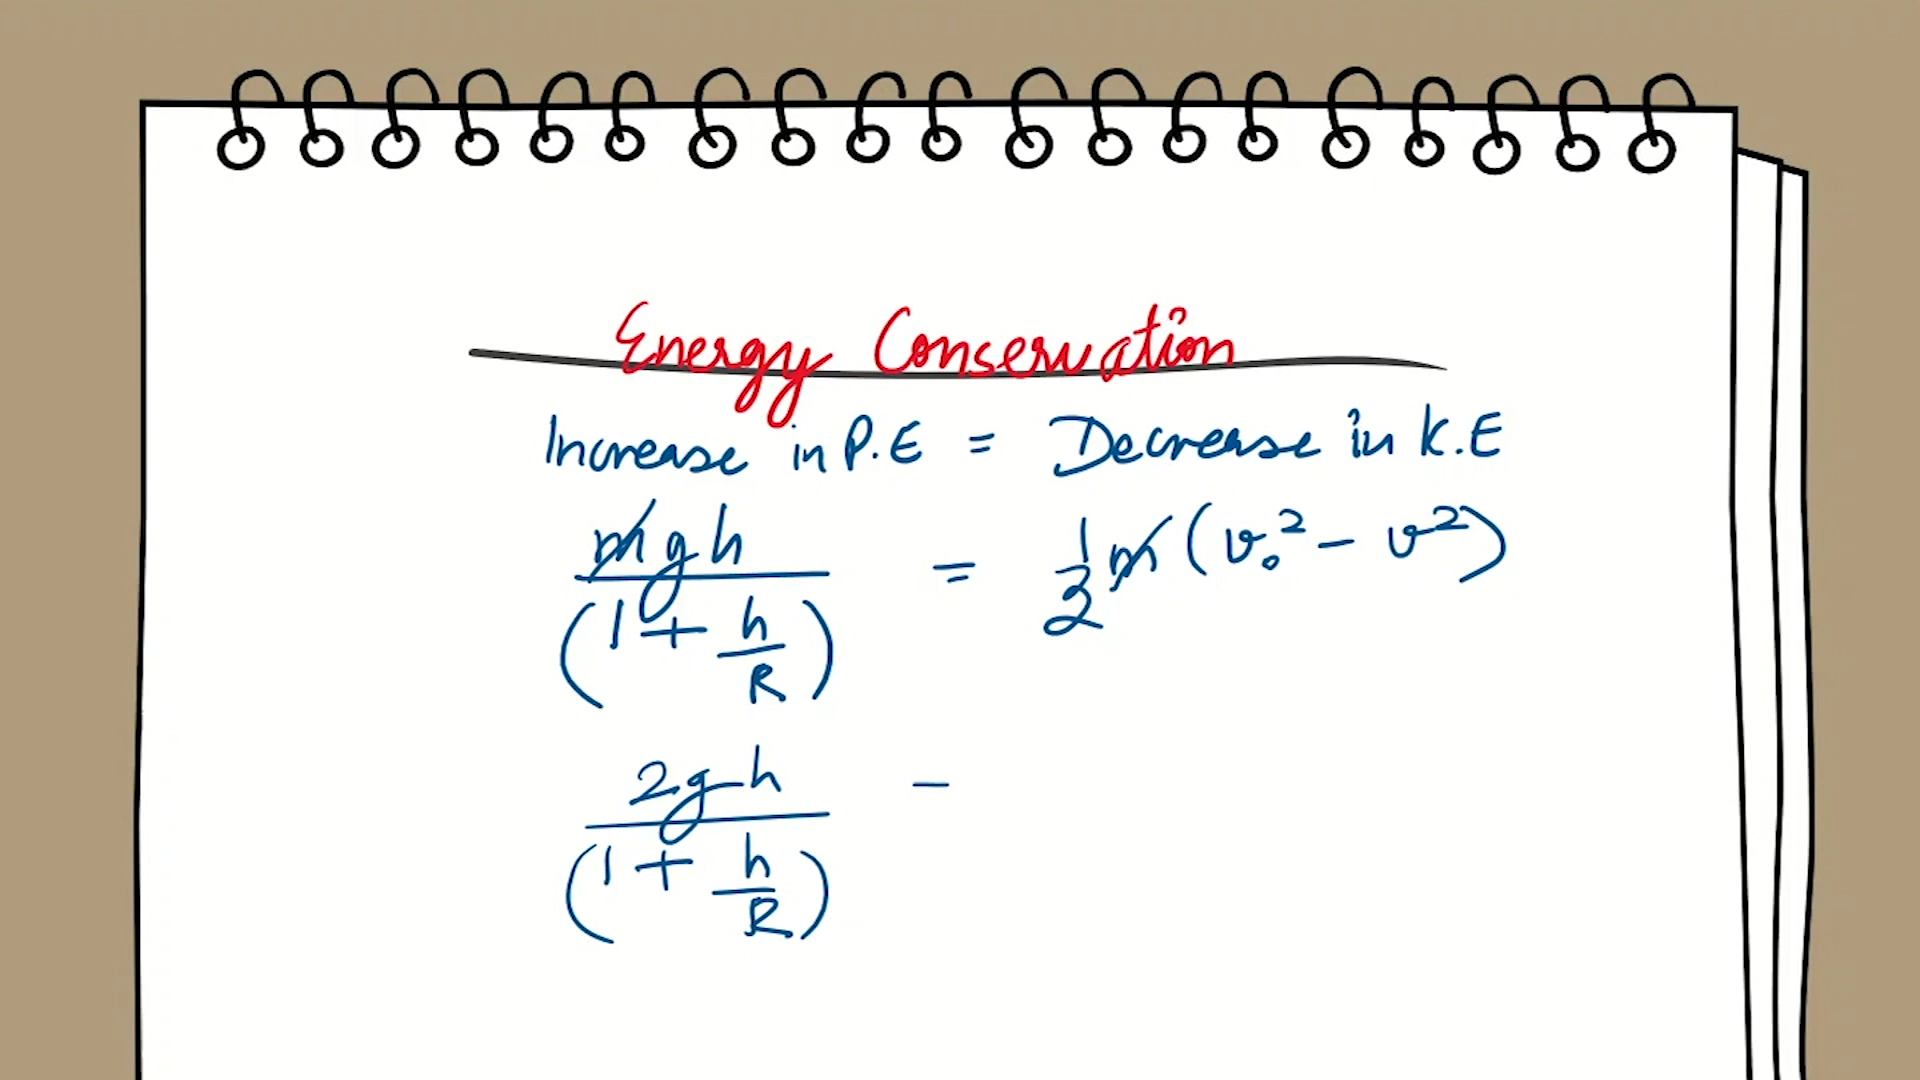 Energy Conservation
Increase in P.E = Decrease in K.E
mgh / (1 + h/R) = 1/2 m (v₀² - v²)
2gh / (1 + h/R) -